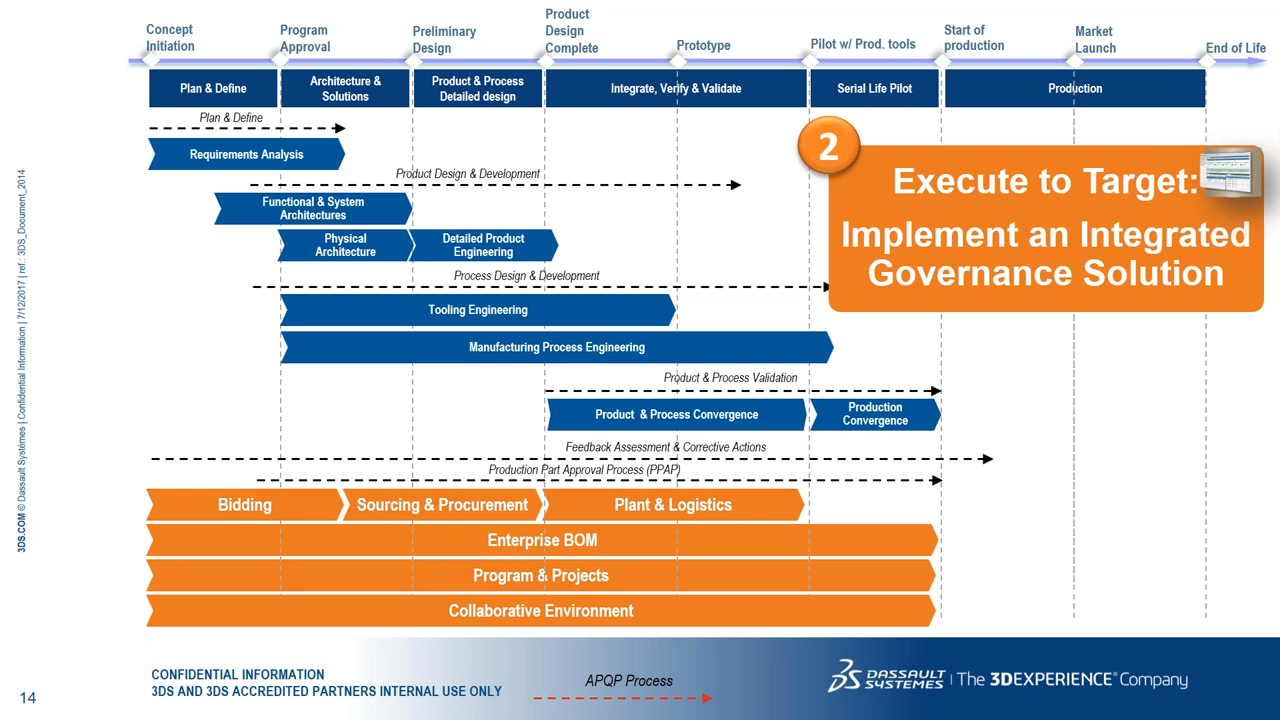 Concept
Initiation
Program
Approval
Preliminary
Design
Product
Design
Complete
Prototype
Pilot w/ Prod. tools
Start of
production
Market
Launch
End of Life
Plan & Define
Architecture &
Solutions
Product & Process
Detailed design
Integrate, Verify & Validate
Serial Life Pilot
Production
Plan & Define
Requirements Analysis
2
Execute to Target:
Implement an Integrated
Governance Solution
Product Design & Development
Functional & System
Architectures
Physical
Architecture
Detailed Product
Engineering
Process Design & Development
Tooling Engineering
Manufacturing Process Engineering
Product & Process Validation
Product & Process Convergence
Production
Convergence
Feedback Assessment & Corrective Actions
Production Part Approval Process (PPAP)
Bidding
Sourcing & Procurement
Plant & Logistics
Enterprise BOM
Program & Projects
Collaborative Environment
3DS.COM © Dassault Systèmes | Confidential Information | 7/12/2017 | ref.: 3DS_Document_2014
14
CONFIDENTIAL INFORMATION
3DS AND 3DS ACCREDITED PARTNERS INTERNAL USE ONLY
APQP Process
3DS DASSAULT
SYSTEMES | The 3DEXPERIENCE® Company